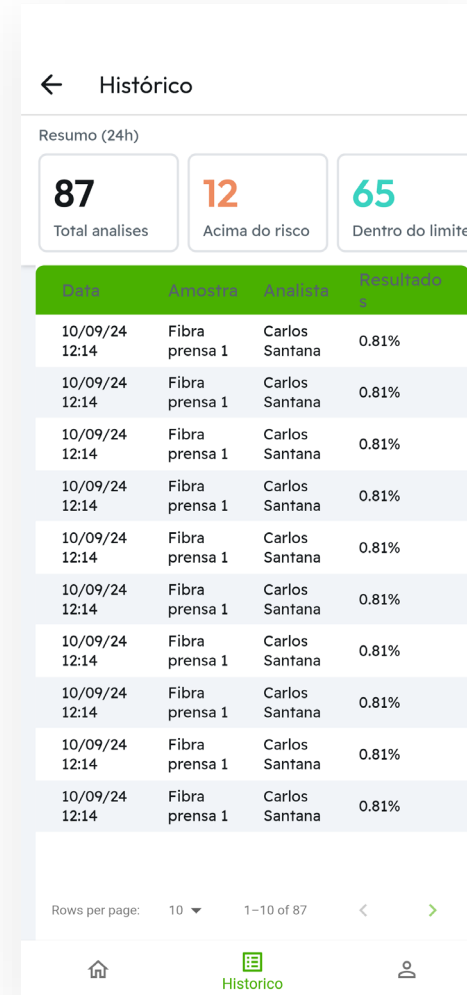 Histórico
Resumo (24h)
87
Total analises
12
Acima do risco
65
Dentro do limite
Data Amostra Analista Resultado
s
10/09/24 Fibra Carlos 0.81%
12:14 prensa 1 Santana
10/09/24 Fibra Carlos 0.81%
12:14 prensa 1 Santana
10/09/24 Fibra Carlos 0.81%
12:14 prensa 1 Santana
10/09/24 Fibra Carlos 0.81%
12:14 prensa 1 Santana
10/09/24 Fibra Carlos 0.81%
12:14 prensa 1 Santana
10/09/24 Fibra Carlos 0.81%
12:14 prensa 1 Santana
10/09/24 Fibra Carlos 0.81%
12:14 prensa 1 Santana
10/09/24 Fibra Carlos 0.81%
12:14 prensa 1 Santana
10/09/24 Fibra Carlos 0.81%
12:14 prensa 1 Santana
10/09/24 Fibra Carlos 0.81%
12:14 prensa 1 Santana
Rows per page: 10 1–10 of 87
Historico